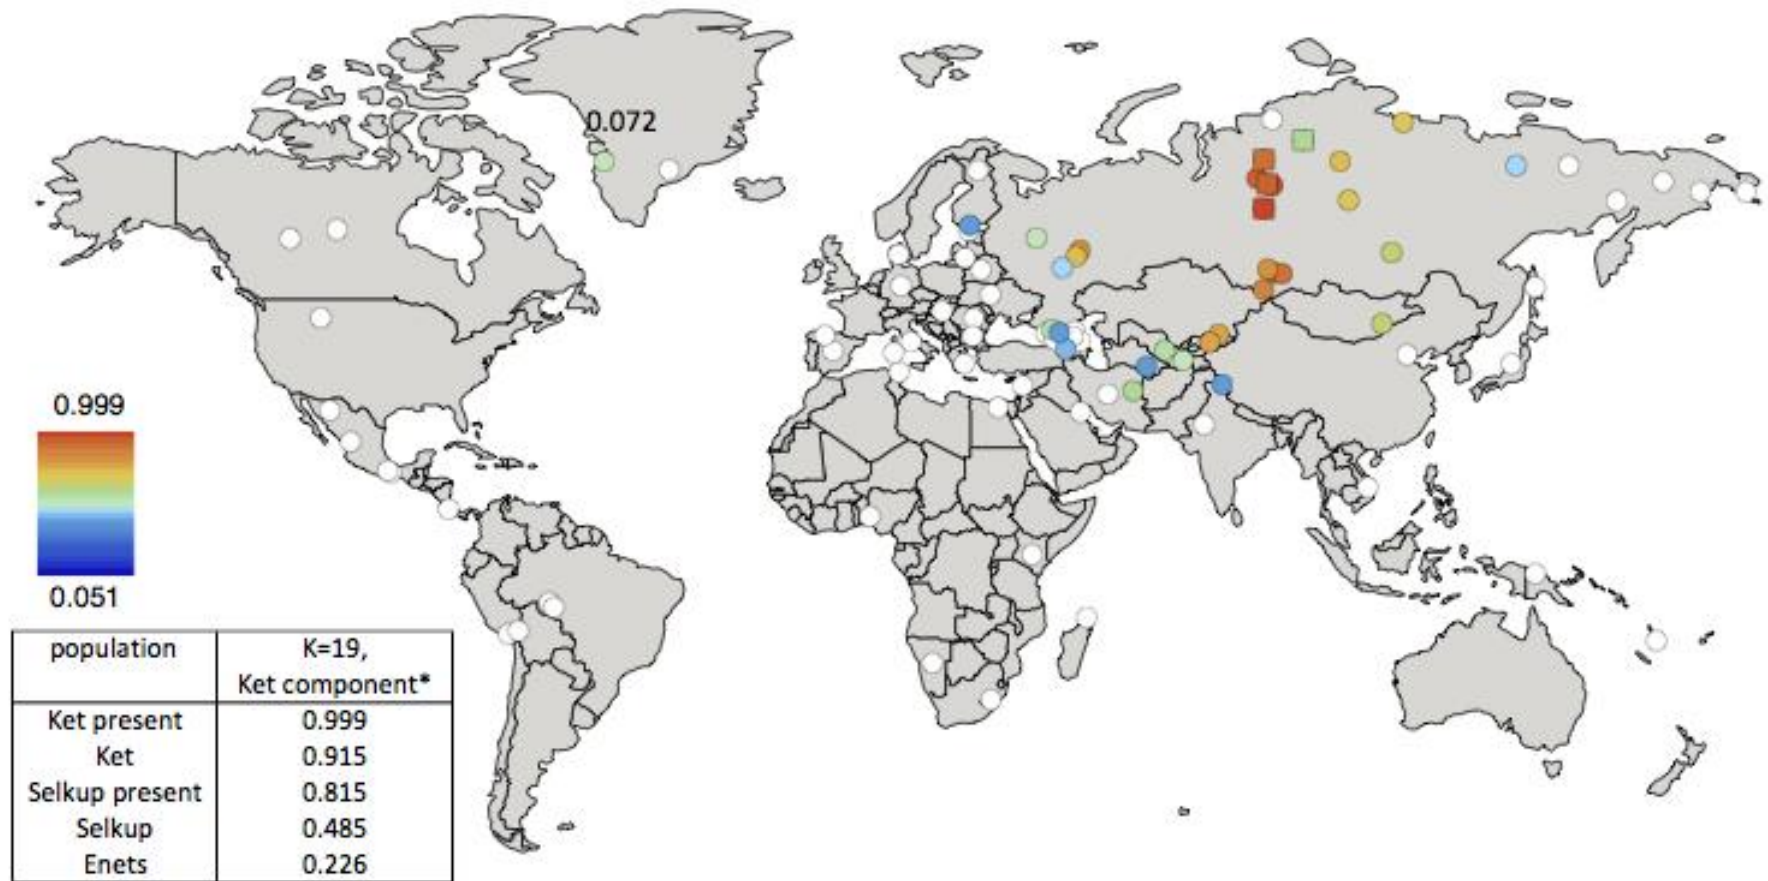 0.072
0.999
0.051
population K=19,
Ket component*
Ket present 0.999
Ket 0.915
Selkup present 0.815
Selkup 0.485
Enets 0.226